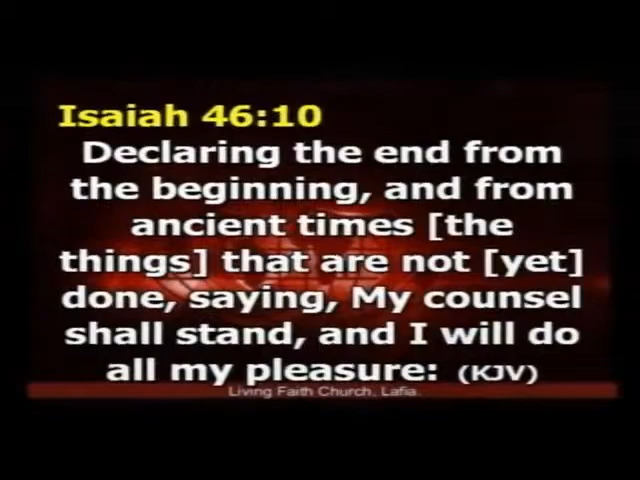 Isaiah 46:10
Declaring the end from
the beginning, and from
ancient times [the
things] that are not [yet]
done, saying, My counsel
shall stand, and I will do
all my pleasure: (KJV)
Living Faith Church. Lafia.